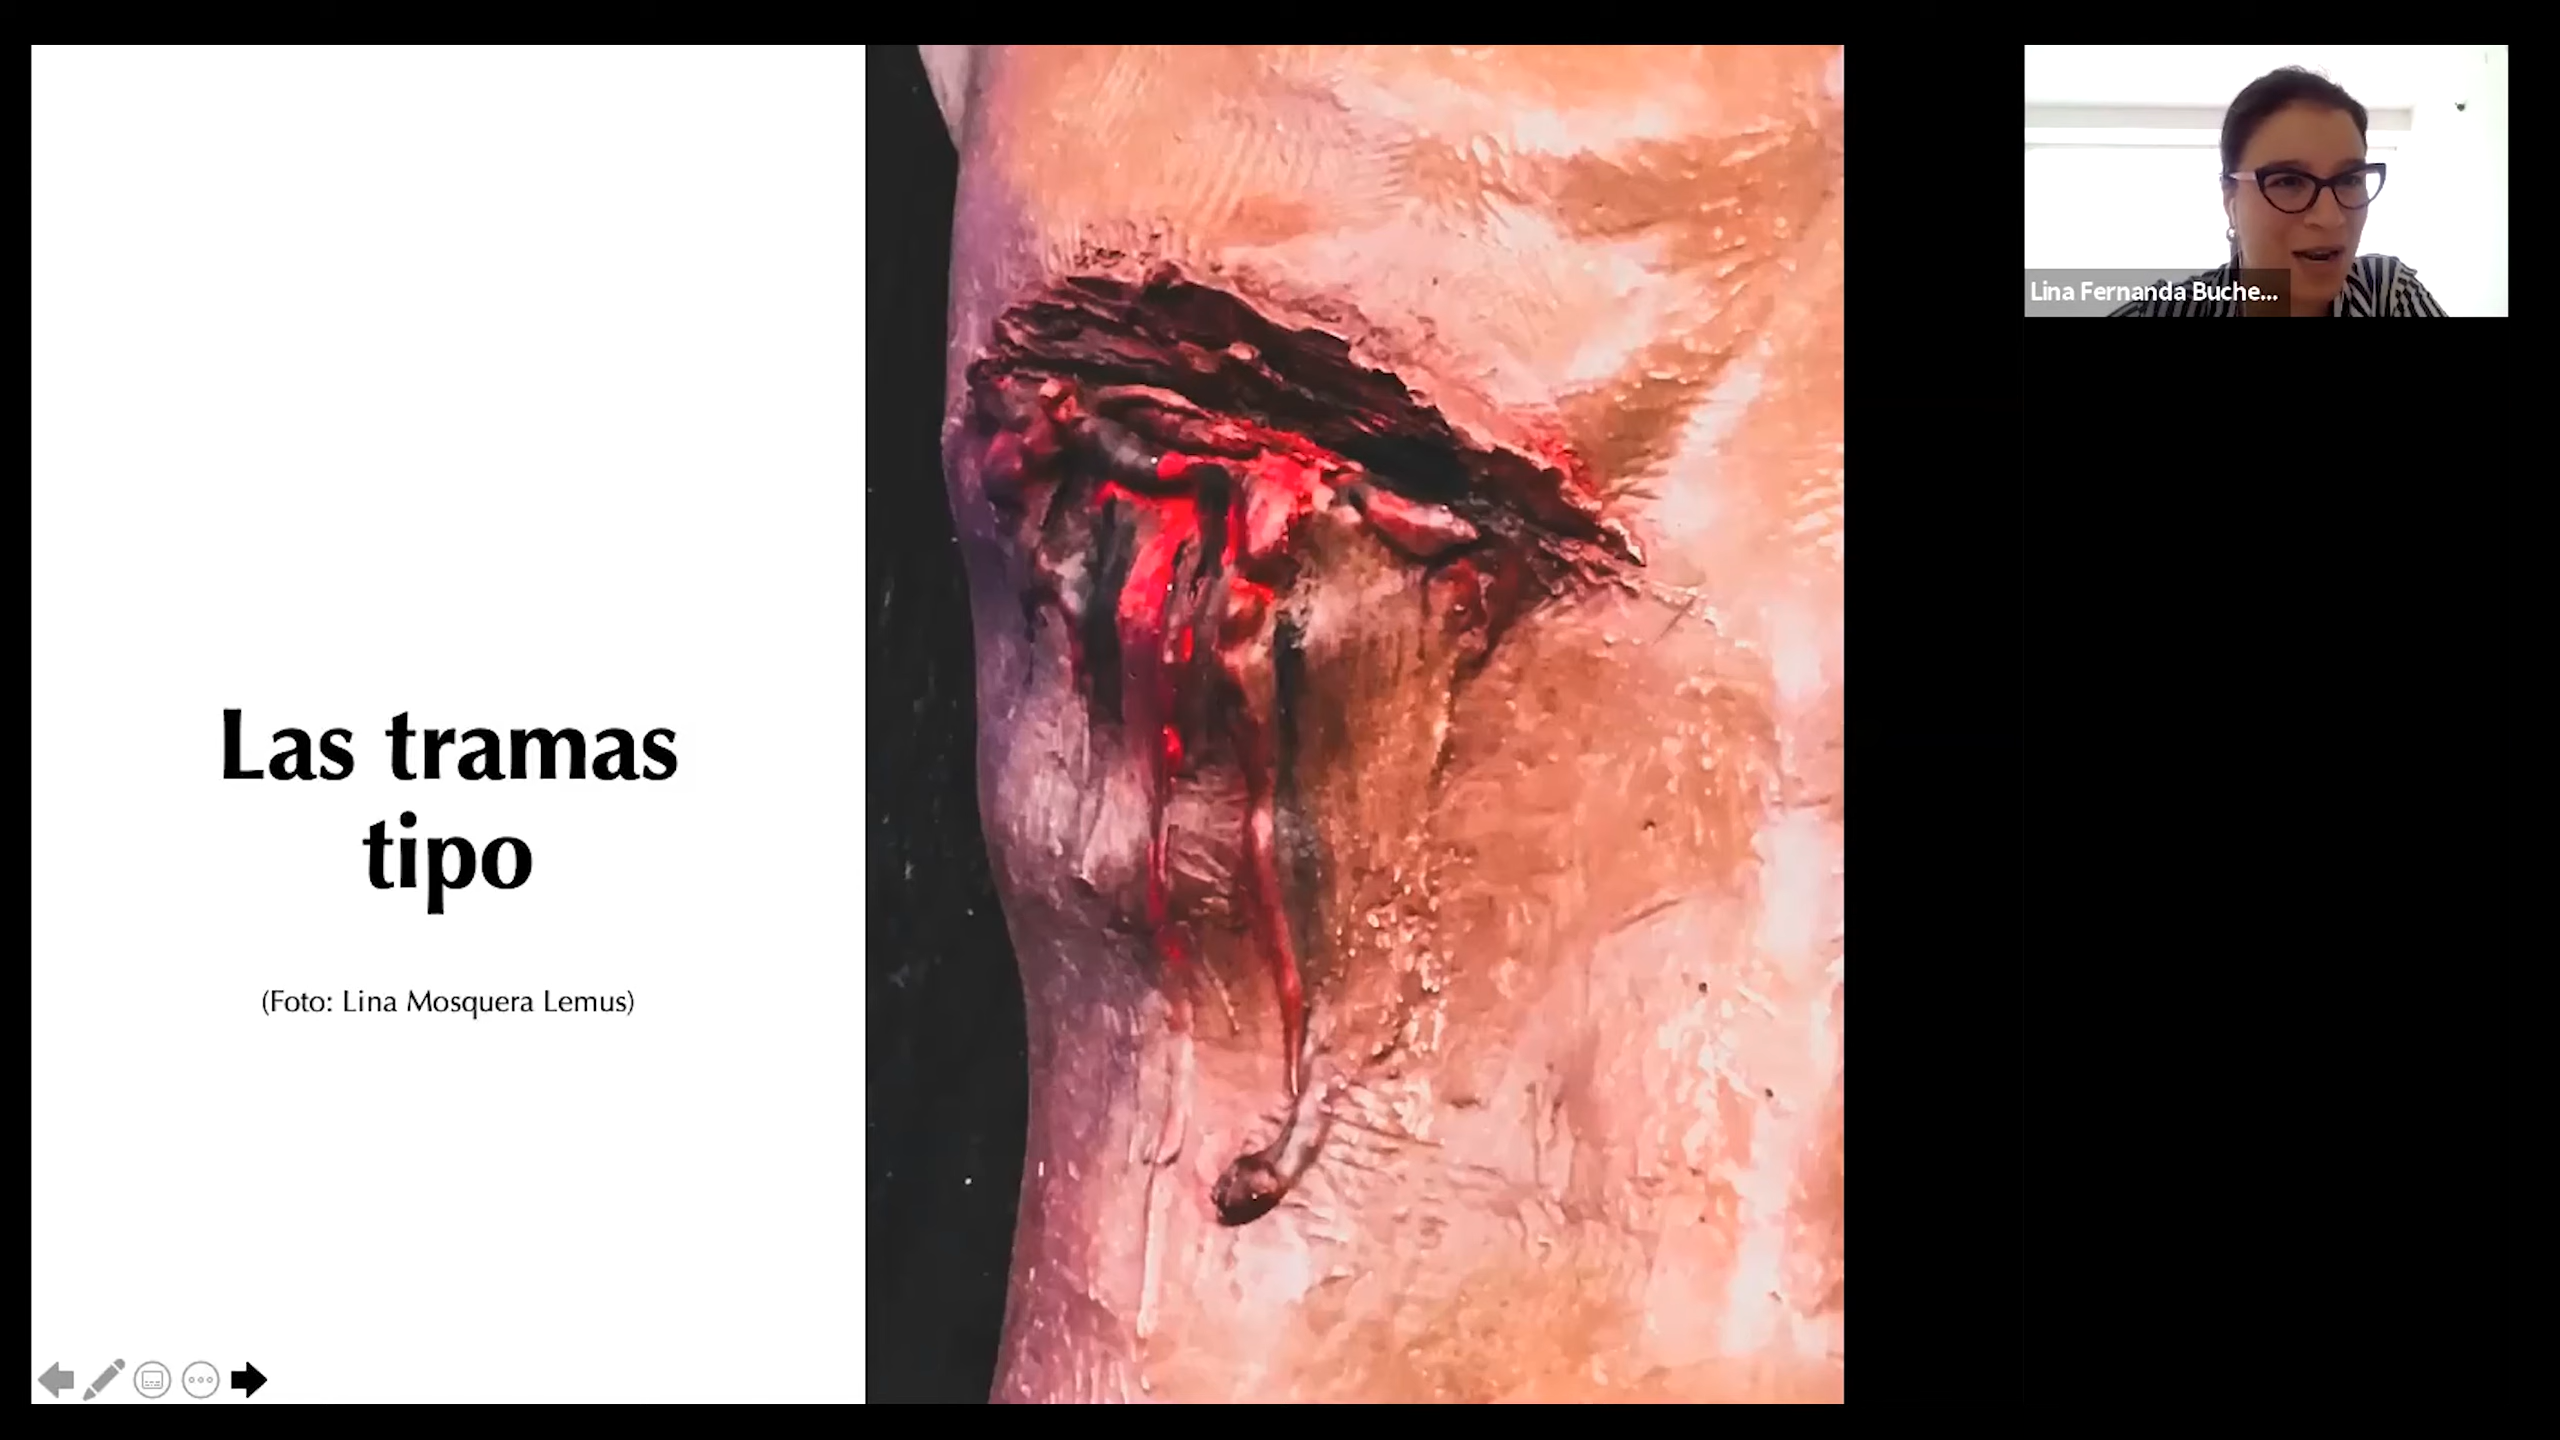 Las tramas
tipo
(Foto: Lina Mosquera Lemus)
Lina Fernanda Buche...